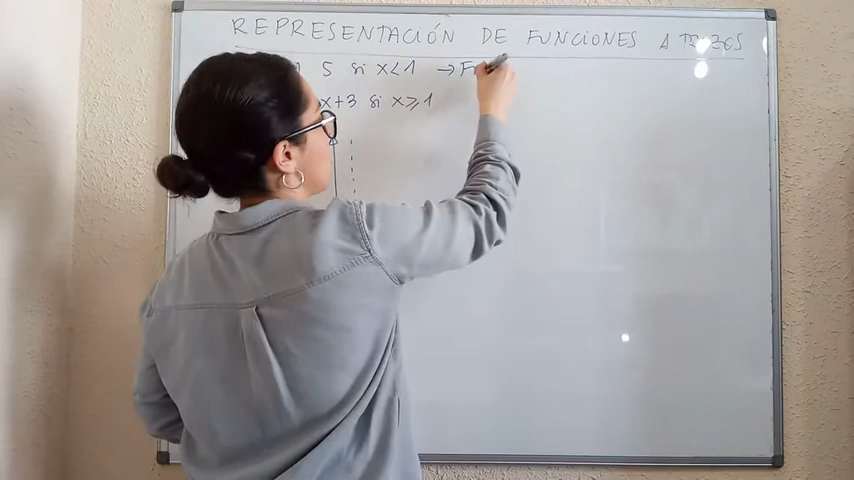 REPRESENTACIÓN DE FUNCIONES A TROZOS
5 si x<1 →F
x+3 si x≥1